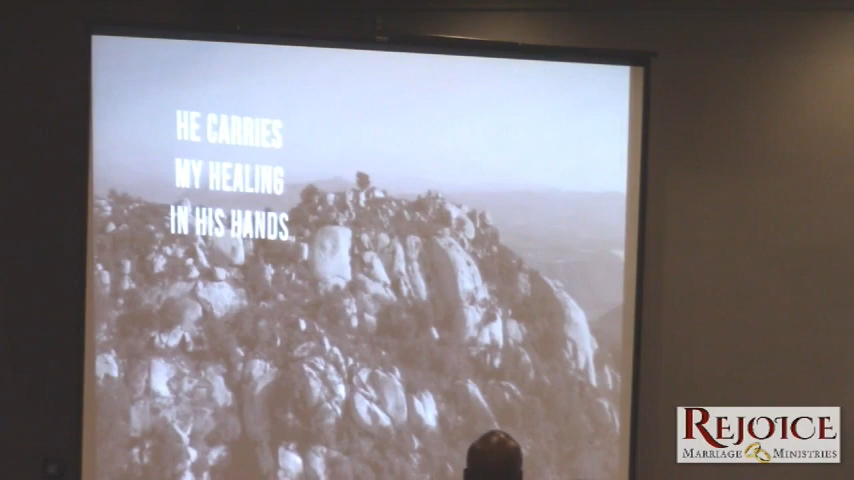 HE CARRIES
MY HEALING
IN HIS HANDS
REJOICE
MARRIAGE MINISTRIES